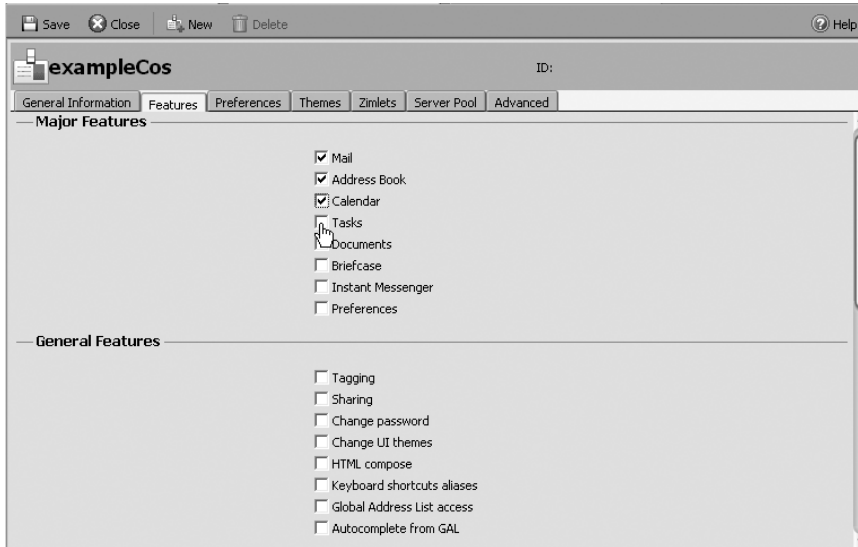 Save Close New Delete Help
exampleCos ID:
General Information Features Preferences Themes Zimlets Server Pool Advanced
Major Features
Mail
Address Book
Calendar
Tasks
Documents
Briefcase
Instant Messenger
Preferences
General Features
Tagging
Sharing
Change password
Change UI themes
HTML compose
Keyboard shortcuts aliases
Global Address List access
Autocomplete from GAL